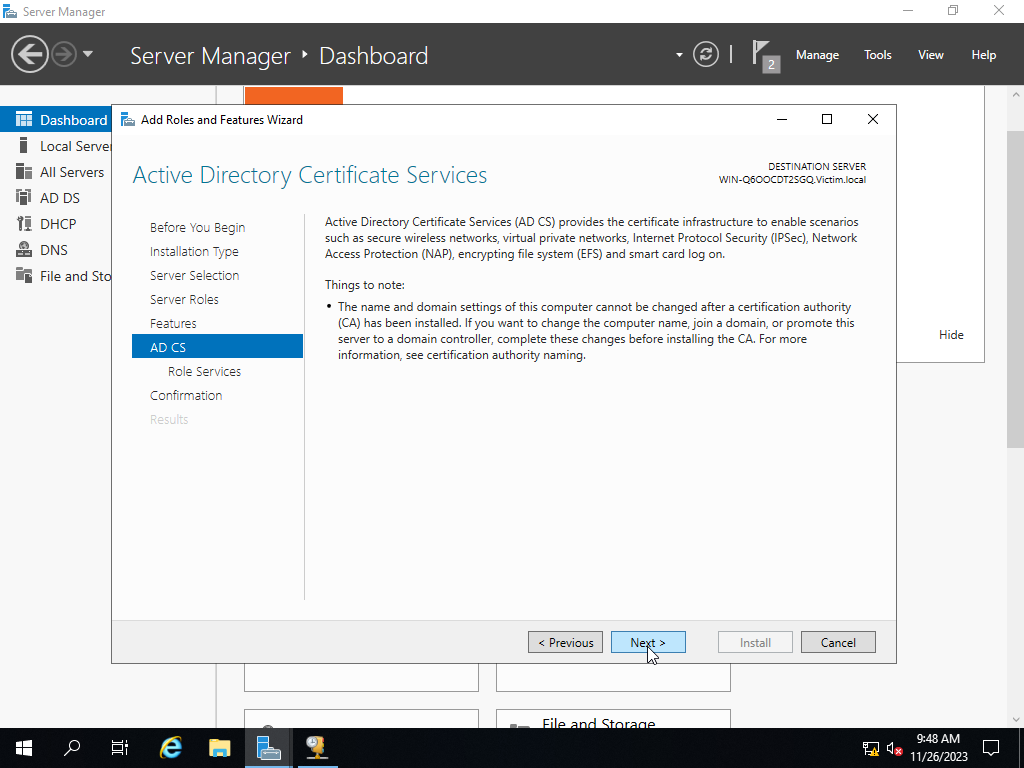 Server Manager
Server Manager ‣ Dashboard
2
Manage
Tools
View
Help
Dashboard
Local Server
All Servers
AD DS
DHCP
DNS
File and Sto
Add Roles and Features Wizard
Active Directory Certificate Services
DESTINATION SERVER
WIN-Q6OOCDT2SGQ.Victim.local
Before You Begin
Installation Type
Server Selection
Server Roles
Features
AD CS
Role Services
Confirmation
Results
Active Directory Certificate Services (AD CS) provides the certificate infrastructure to enable scenarios
such as secure wireless networks, virtual private networks, Internet Protocol Security (IPSec), Network
Access Protection (NAP), encrypting file system (EFS) and smart card log on.
Things to note:
• The name and domain settings of this computer cannot be changed after a certification authority
(CA) has been installed. If you want to change the computer name, join a domain, or promote this
server to a domain controller, complete these changes before installing the CA. For more
information, see certification authority naming.
Hide
< Previous
Next >
Install
Cancel
File and Storage
9:48 AM
11/26/2023